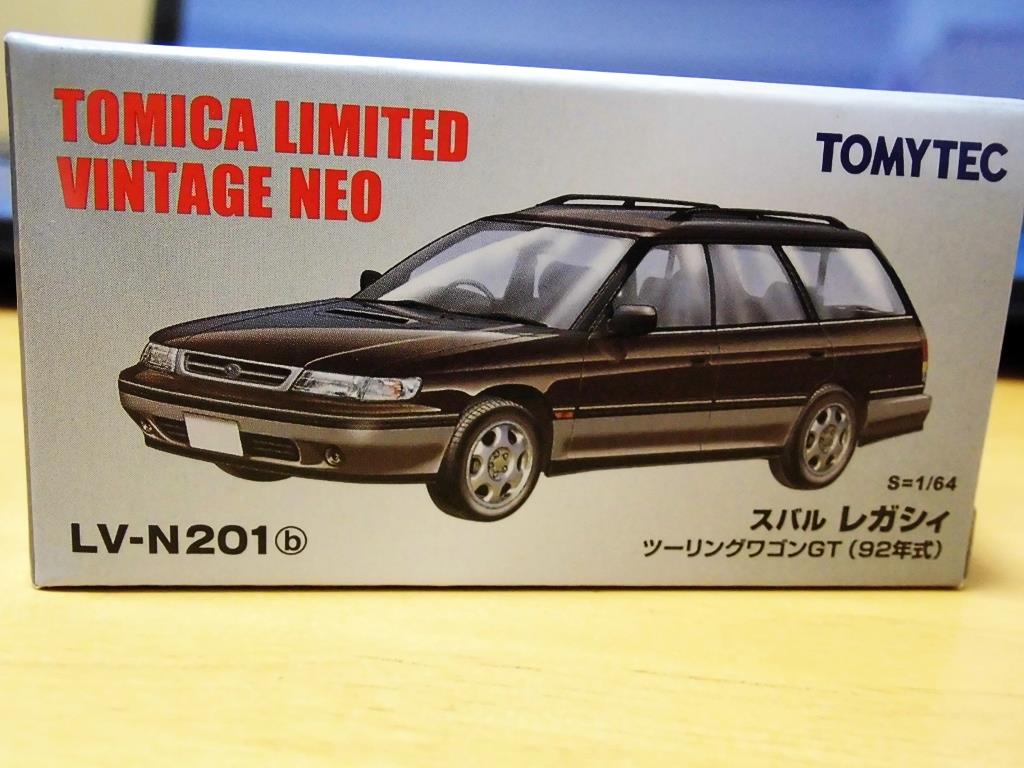 TOMICA LIMITED
VINTAGE NEO
TOMYTEC
S=1/64
LV-N201ⓑ
スバル レガシィ
ツーリングワゴンGT（92年式）